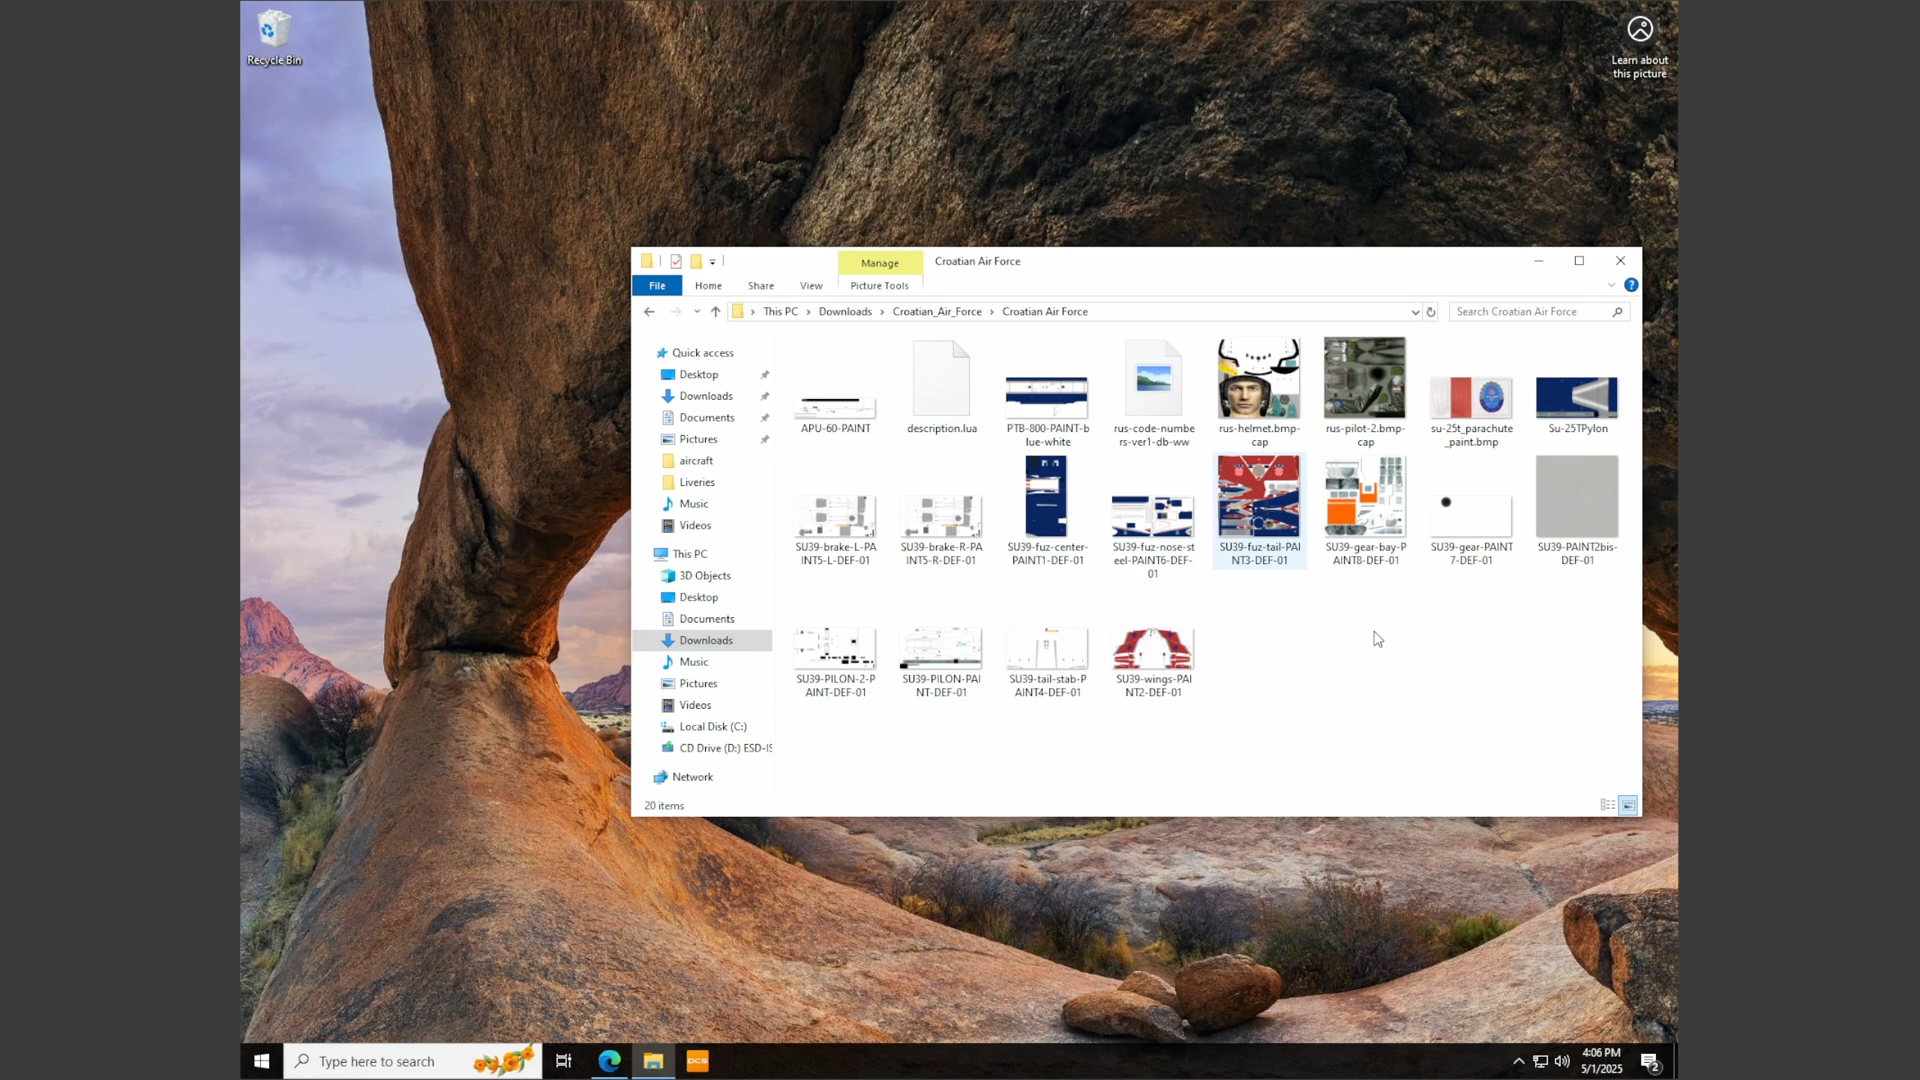 Recycle Bin
Learn about
this picture
Manage
Croatian Air Force
File
Home
Share
View
Picture Tools
This PC
Downloads
Croatian_Air_Force
Croatian Air Force
Search Croatian Air Force
Quick access
Desktop
Downloads
Documents
Pictures
aircraft
Liveries
Music
Videos
This PC
3D Objects
Desktop
Documents
Downloads
Music
Pictures
Videos
Local Disk (C:)
CD Drive (D:) ESD-IS
Network
APU-60-PAINT
description.lua
PTB-800-PAINT-b
lue-white
rus-code-numbe
rs-ver1-db-ww
rus-helmet.bmp-
cap
rus-pilot-2.bmp-
cap
su-25t_parachute
_paint.bmp
Su-25TPylon
SU39-brake-L-PA
INT5-L-DEF-01
SU39-brake-R-PA
INT5-R-DEF-01
SU39-fuz-center-
PAINT1-DEF-01
SU39-fuz-nose-st
eel-PAINT6-DEF-
01
SU39-fuz-tail-PAI
NT3-DEF-01
SU39-gear-bay-P
AINT8-DEF-01
SU39-gear-PAINT
7-DEF-01
SU39-PAINT2bis-
DEF-01
SU39-PILON-2-P
AINT-DEF-01
SU39-PILON-PAI
NT-DEF-01
SU39-tail-stab-P
AINT4-DEF-01
SU39-wings-PAI
NT2-DEF-01
20 items
Type here to search
DCS
4:06 PM
5/1/2025
2